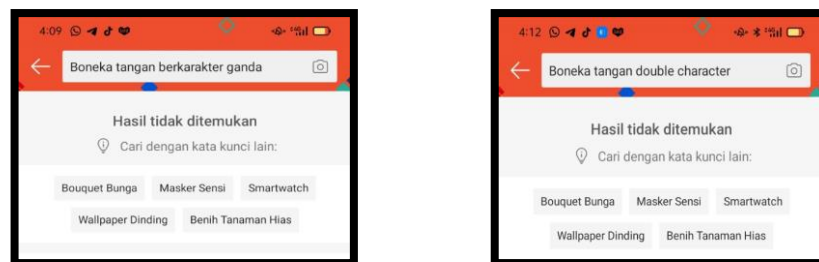 4:09
Boneka tangan berkarakter ganda
Hasil tidak ditemukan
Cari dengan kata kunci lain:
Bouquet Bunga Masker Sensi Smartwatch
Wallpaper Dinding Benih Tanaman Hias
4:12
Boneka tangan double character
Hasil tidak ditemukan
Cari dengan kata kunci lain:
Bouquet Bunga Masker Sensi Smartwatch
Wallpaper Dinding Benih Tanaman Hias